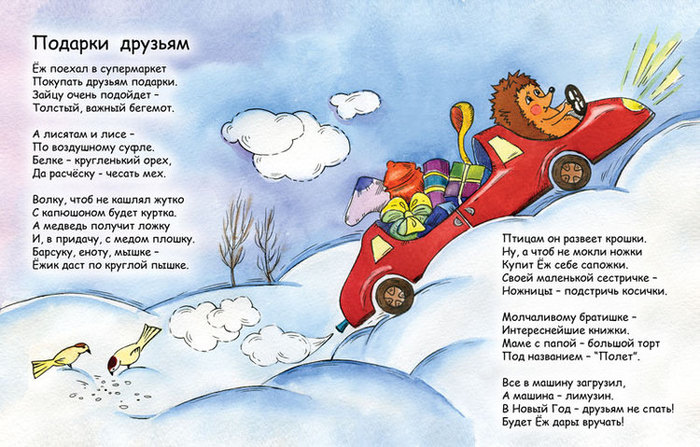 Подарки друзьям
Ёж поехал в супермаркет
Покупать друзьям подарки.
Зайцу очень подойдет –
Толстый, важный бегемот.
А лисятам и лисе –
По воздушному суфле.
Белке – кругленький орех,
Да расчёску - чесать мех.
Волку, чтоб не кашлял жутко
С капюшоном будет куртка.
А медведь получит ложку
И, в придачу, с медом плошку.
Барсуку, еноту, мышке –
Ёжик даст по круглой пышке.
Птицам он развеет крошки.
Ну, а чтоб не мокли ножки
Купит Ёж себе сапожки.
Своей маленькой сестричке –
Ножницы – подстричь косички.
Молчаливому братишке –
Интереснейшие книжки.
Маме с папой – большой торт
Под названием – “Полет”.
Все в машину загрузил,
А машина – лимузин.
В Новый Год – друзьям не спать!
Будет Ёж дары вручать!